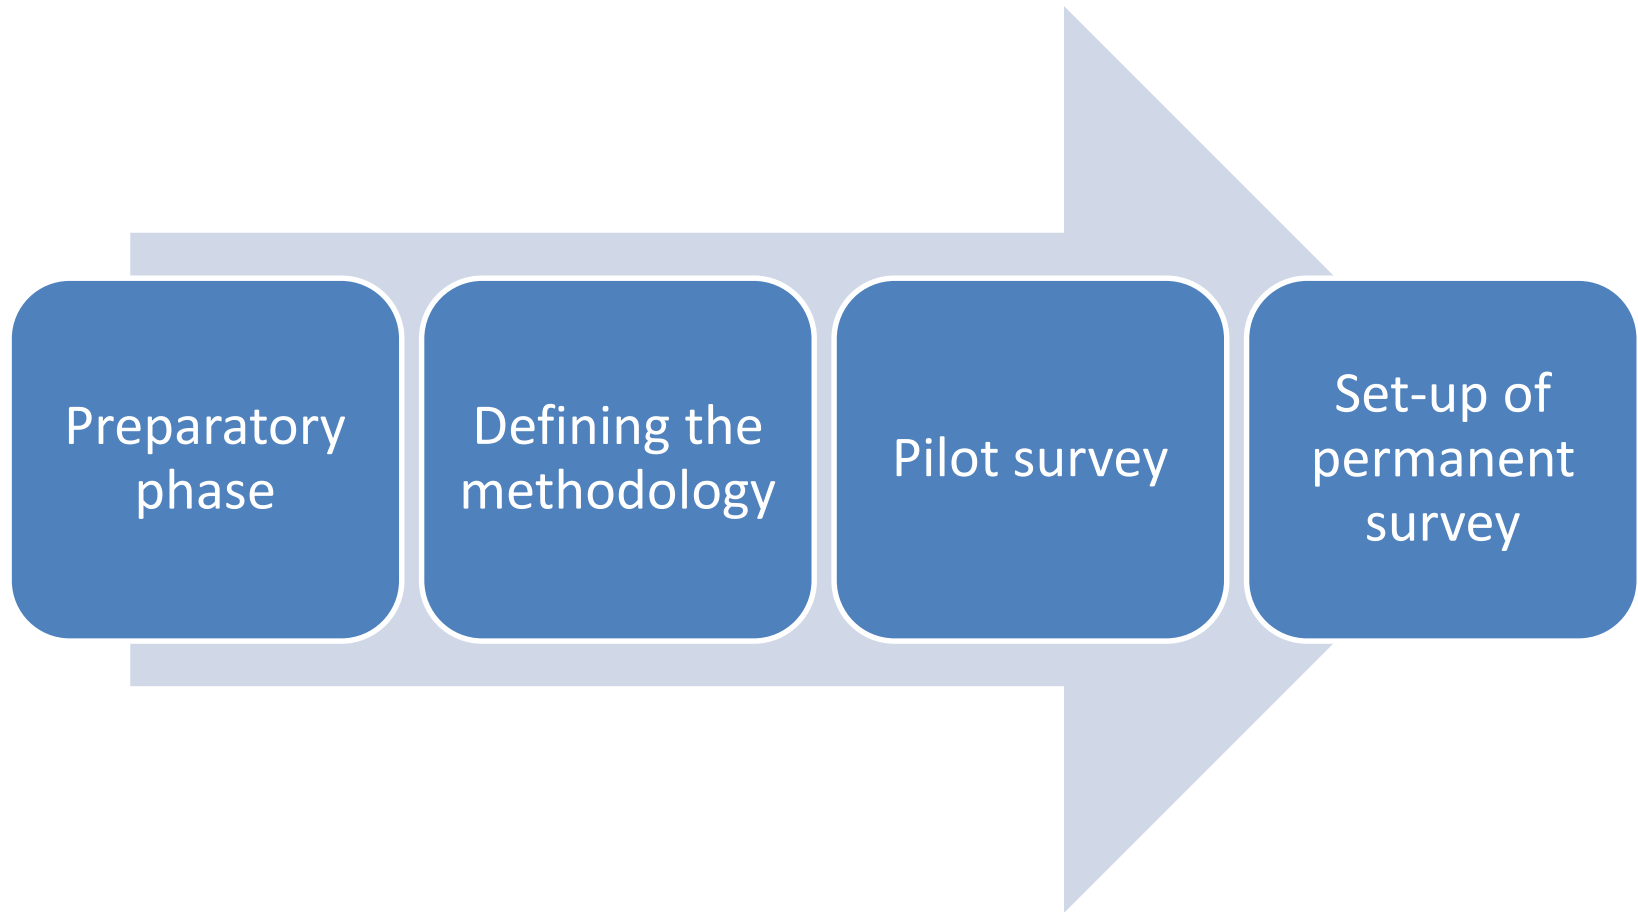 Preparatory
phase
Defining the
methodology
Pilot survey
Set-up of
permanent
survey